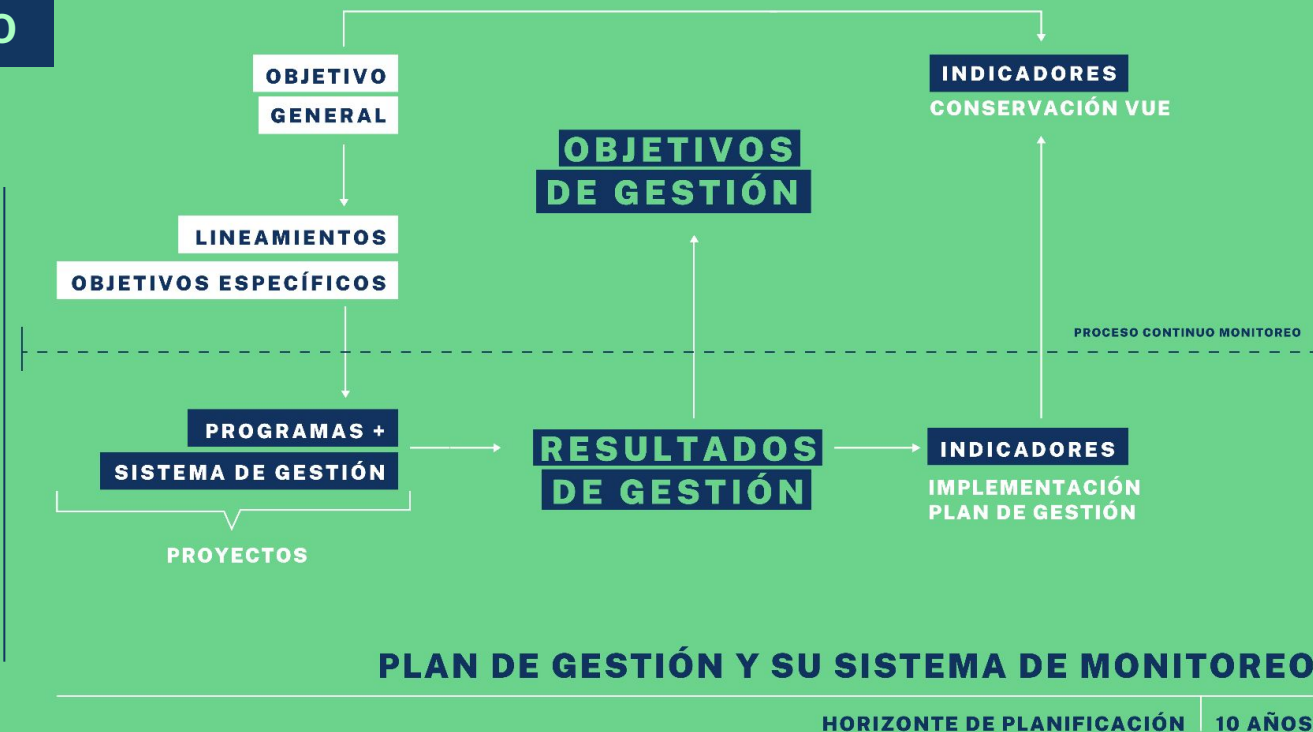 O
OBJETIVO
GENERAL
LINEAMIENTOS
OBJETIVOS ESPECÍFICOS
PROGRAMAS +
SISTEMA DE GESTIÓN
PROYECTOS
OBJETIVOS
DE GESTIÓN
RESULTADOS
DE GESTIÓN
INDICADORES
CONSERVACIÓN VUE
PROCESO CONTINUO MONITOREO
INDICADORES
IMPLEMENTACIÓN
PLAN DE GESTIÓN
PLAN DE GESTIÓN Y SU SISTEMA DE MONITOREO
HORIZONTE DE PLANIFICACIÓN 10 AÑOS